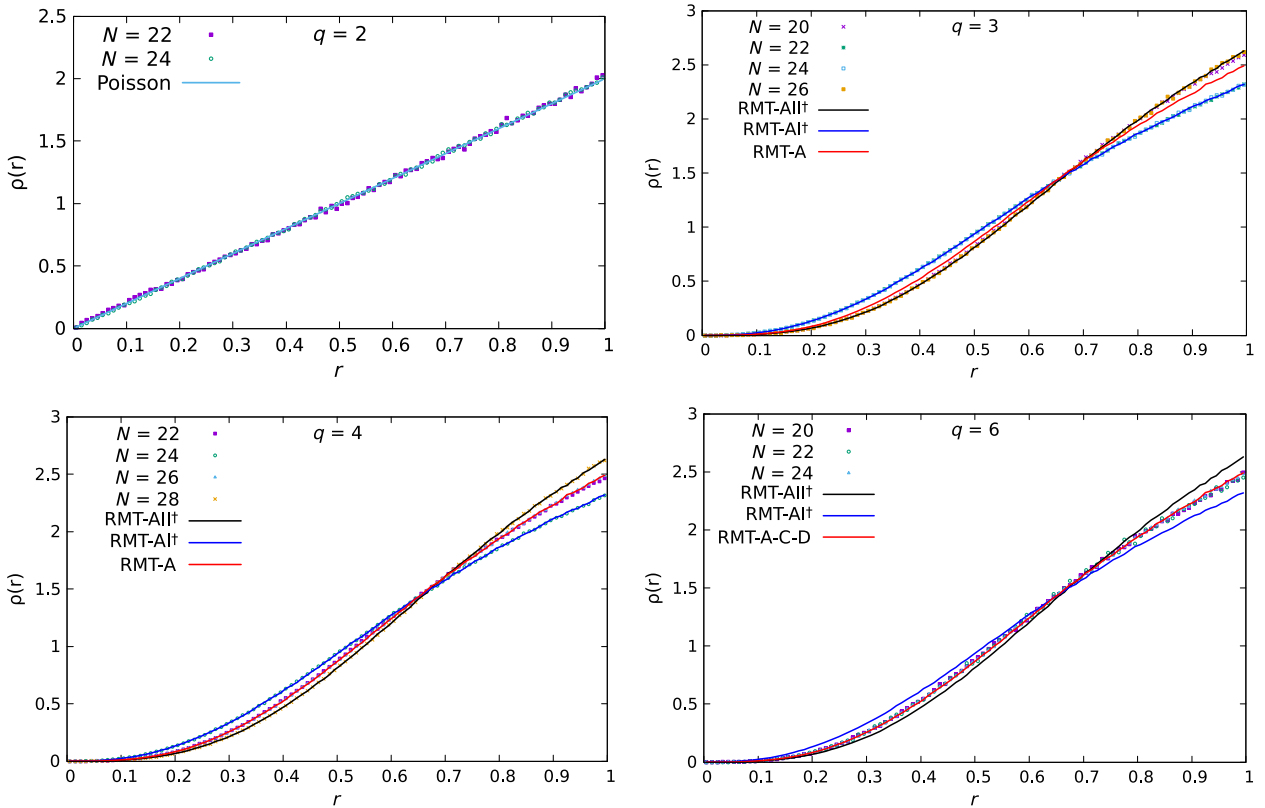 q = 2
N = 22
N = 24
Poisson
2.5
2
1.5
1
0.5
0
ρ(r)
0 0.1 0.2 0.3 0.4 0.5 0.6 0.7 0.8 0.9 1
r
q = 3
N = 20
N = 22
N = 24
N = 26
RMT-AII†
RMT-AI†
RMT-A
3
2.5
2
1.5
1
0.5
0
ρ(r)
0 0.1 0.2 0.3 0.4 0.5 0.6 0.7 0.8 0.9 1
r
q = 4
N = 22
N = 24
N = 26
N = 28
RMT-AII†
RMT-AI†
RMT-A
3
2.5
2
1.5
1
0.5
0
ρ(r)
0 0.1 0.2 0.3 0.4 0.5 0.6 0.7 0.8 0.9 1
r
q = 6
N = 20
N = 22
N = 24
RMT-AII†
RMT-AI†
RMT-A-C-D
3
2.5
2
1.5
1
0.5
0
ρ(r)
0 0.1 0.2 0.3 0.4 0.5 0.6 0.7 0.8 0.9 1
r